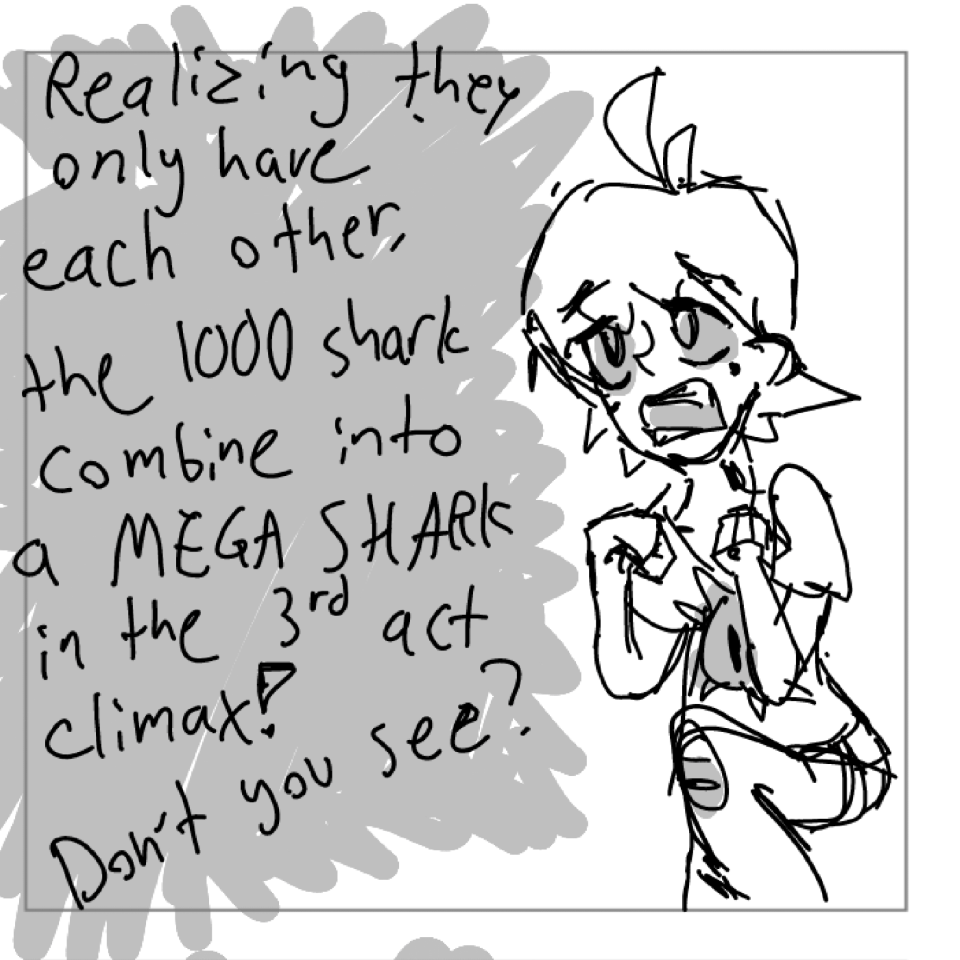 Realizing they
only have
each other,
the 1000 shark
combine into
a MEGA SHARK
in the 3rd act
climax!
Don't you see?